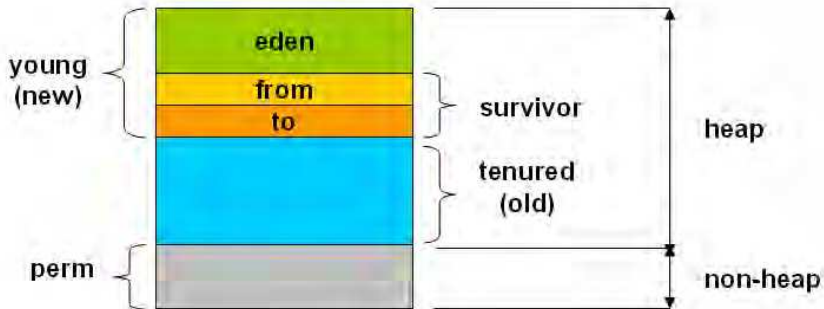 eden
young
(new)
from
survivor
to
heap
tenured
(old)
perm
non-heap